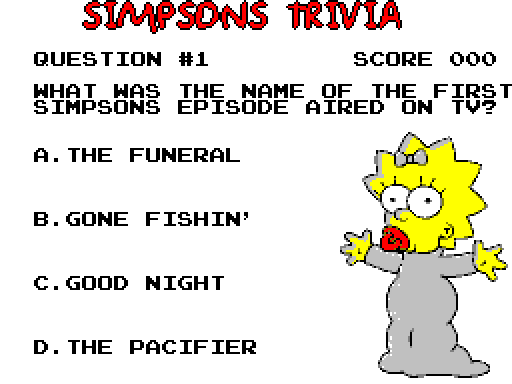 SIMPSONS TRIVIA
QUESTION #1 SCORE 000
WHAT WAS THE NAME OF THE FIRST
SIMPSONS EPISODE AIRED ON TV?
A. THE FUNERAL
B. GONE FISHIN'
C. GOOD NIGHT
D. THE PACIFIER